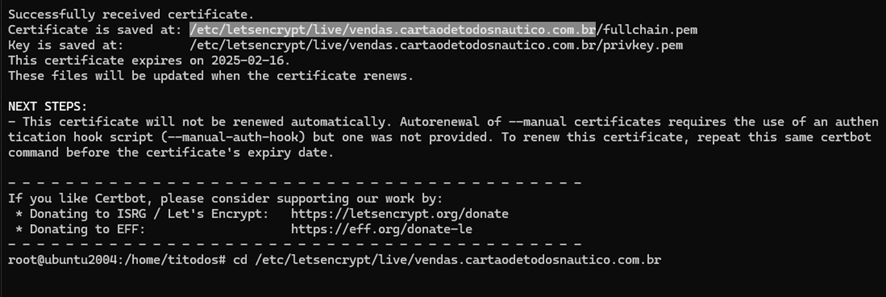 Successfully received certificate.
Certificate is saved at: /etc/letsencrypt/live/vendas.cartaodetodosnautico.com.br/fullchain.pem
Key is saved at:         /etc/letsencrypt/live/vendas.cartaodetodosnautico.com.br/privkey.pem
This certificate expires on 2025-02-16.
These files will be updated when the certificate renews.

NEXT STEPS:
- This certificate will not be renewed automatically. Autorenewal of --manual certificates requires the use of an authen
tication hook script (--manual-auth-hook) but one was not provided. To renew this certificate, repeat this same certbot
command before the certificate's expiry date.

- - - - - - - - - - - - - - - - - - - - - - - - - - - - - - - - - - - - - - - -
If you like Certbot, please consider supporting our work by:
 * Donating to ISRG / Let's Encrypt:   https://letsencrypt.org/donate
 * Donating to EFF:                    https://eff.org/donate-le
- - - - - - - - - - - - - - - - - - - - - - - - - - - - - - - - - - - - - - - -
root@ubuntu2004:/home/titodos# cd /etc/letsencrypt/live/vendas.cartaodetodosnautico.com.br